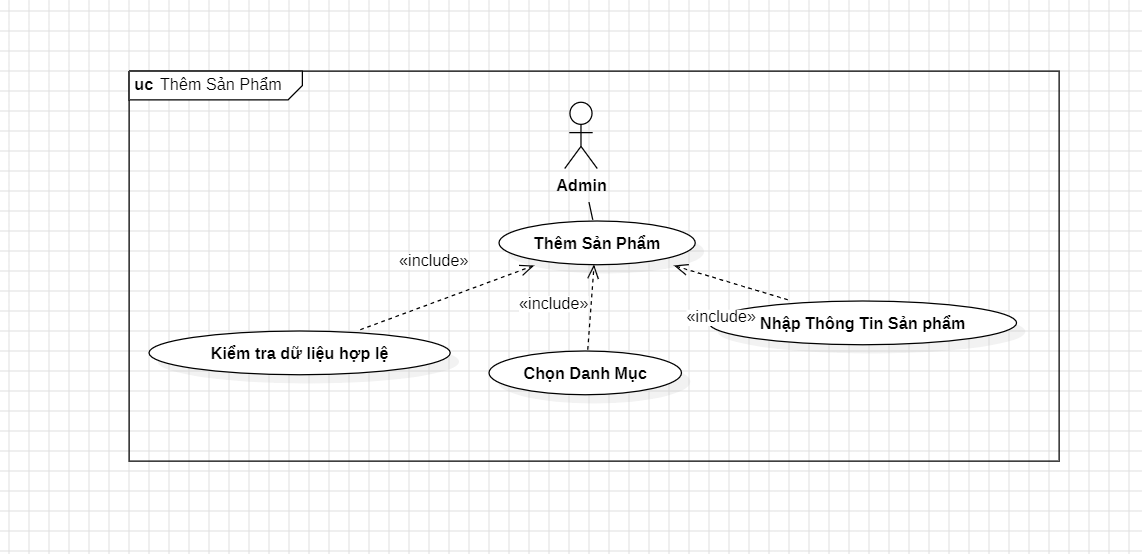 uc Thêm Sản Phẩm
Admin
Thêm Sản Phẩm
«include»
«include»
«include»
Nhập Thông Tin Sản phẩm
Kiểm tra dữ liệu hợp lệ
Chọn Danh Mục